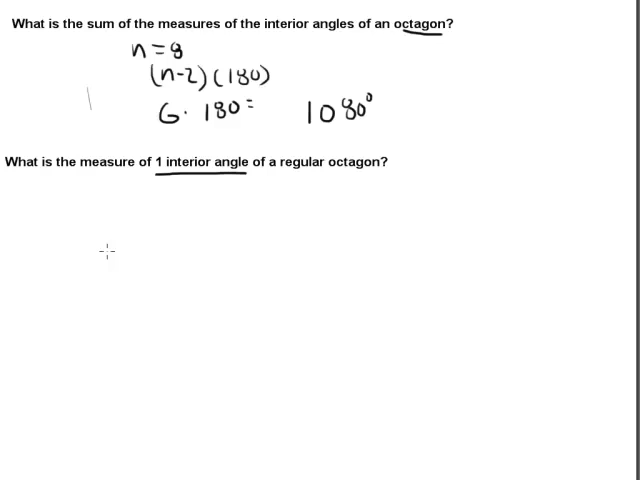 What is the sum of the measures of the interior angles of an octagon?
n = 8
(n-2)(180)
6 · 180 = 1080°
What is the measure of 1 interior angle of a regular octagon?